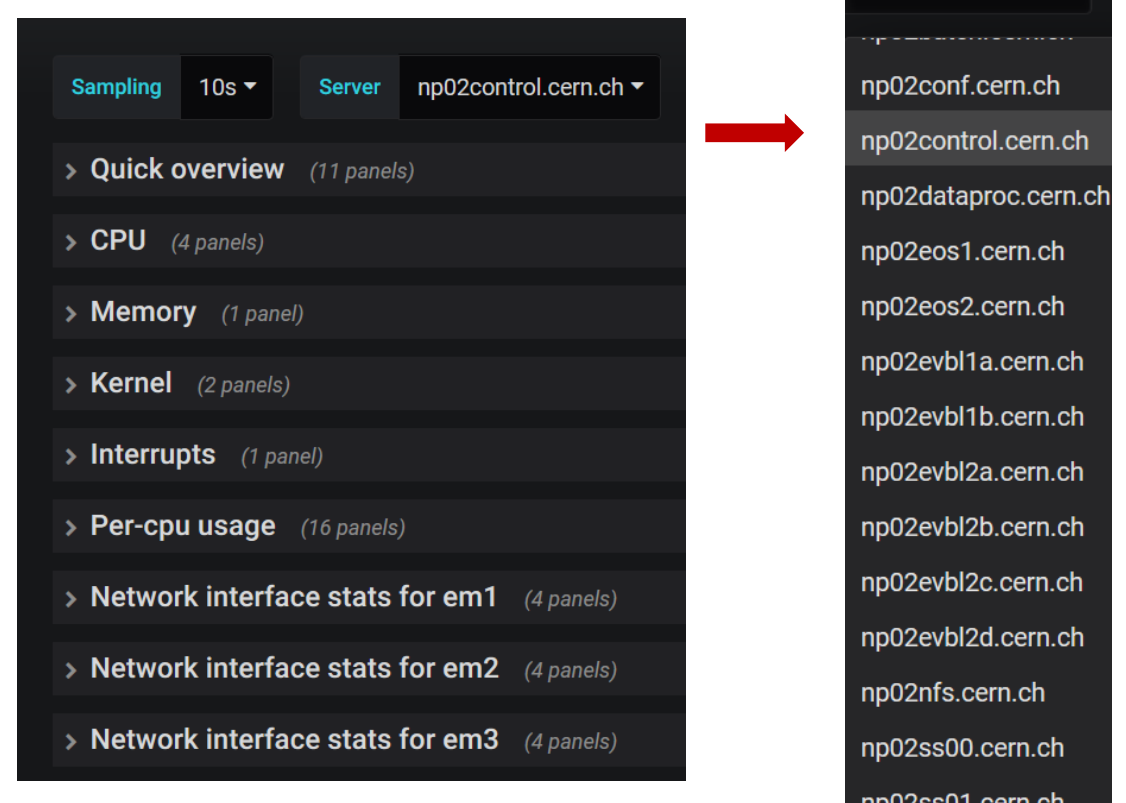 Sampling 10s Server np02control.cern.ch
Quick overview (11 panels)
CPU (4 panels)
Memory (1 panel)
Kernel (2 panels)
Interrupts (1 panel)
Per-cpu usage (16 panels)
Network interface stats for em1 (4 panels)
Network interface stats for em2 (4 panels)
Network interface stats for em3 (4 panels)
np02conf.cern.ch
np02control.cern.ch
np02dataproc.cern.ch
np02eos1.cern.ch
np02eos2.cern.ch
np02evbl1a.cern.ch
np02evbl1b.cern.ch
np02evbl2a.cern.ch
np02evbl2b.cern.ch
np02evbl2c.cern.ch
np02evbl2d.cern.ch
np02nfs.cern.ch
np02ss00.cern.ch
np02ss01.cern.ch